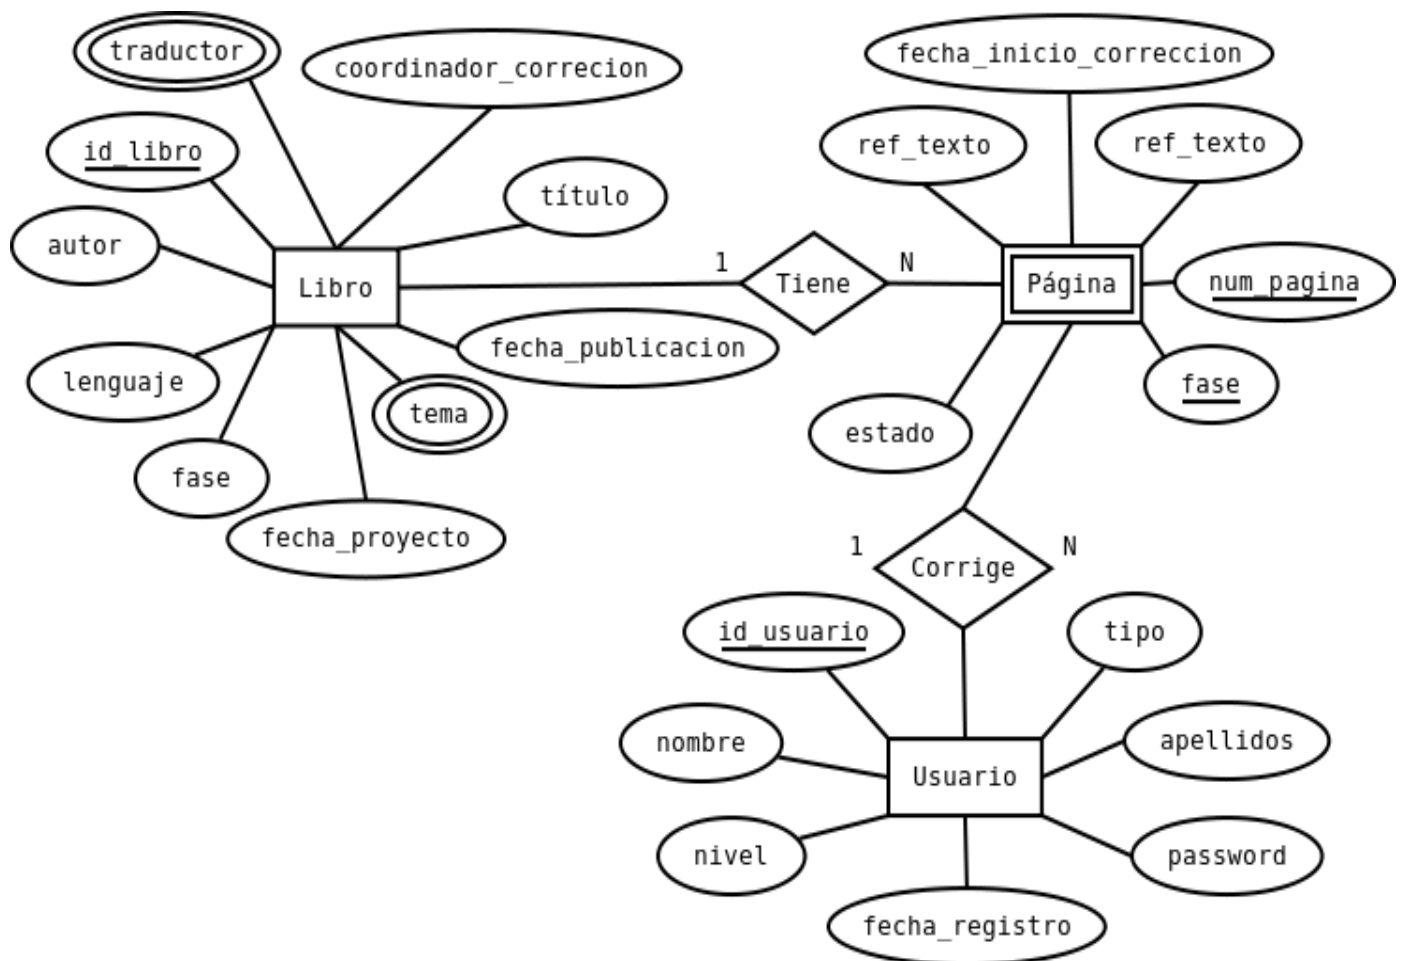 traductor
coordinador_correcion
id_libro
título
autor
Libro
lenguaje
fecha_publicacion
tema
fase
fecha_proyecto
1
Tiene
N
fecha_inicio_correccion
ref_texto
ref_texto
Página
num_pagina
fase
estado
1
Corrige
N
id_usuario
tipo
nombre
apellidos
Usuario
nivel
password
fecha_registro